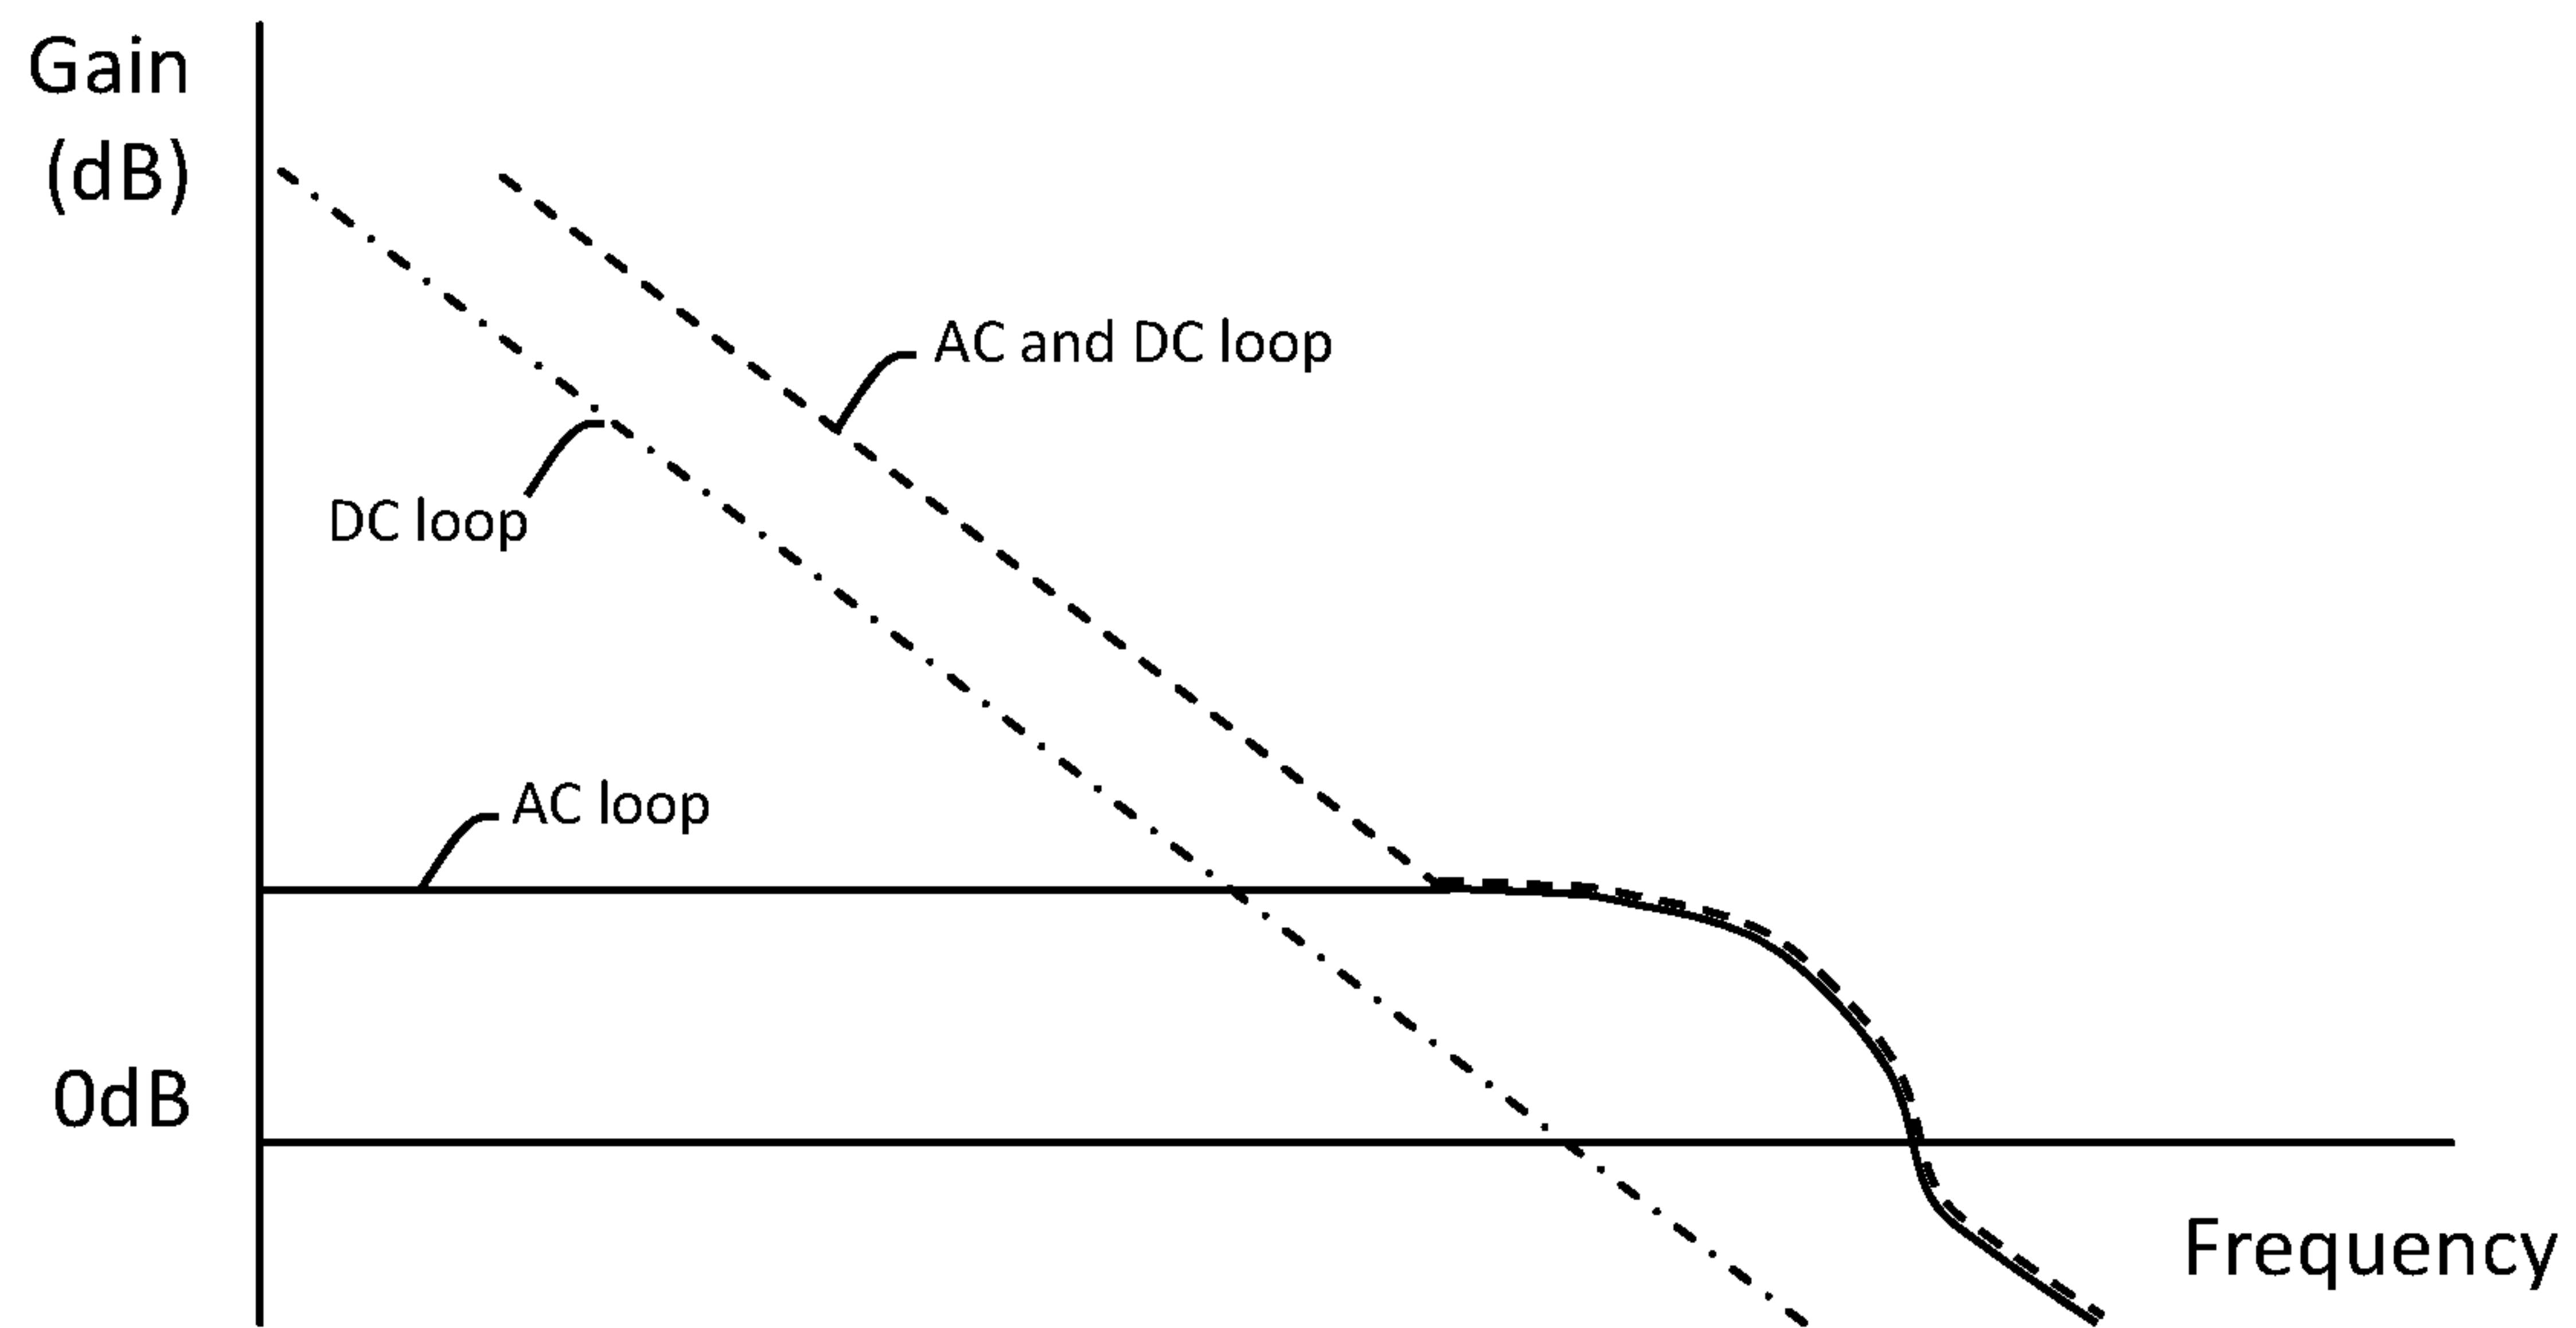 Gain
(dB)
AC and DC loop
DC loop
AC loop
0dB
Frequency